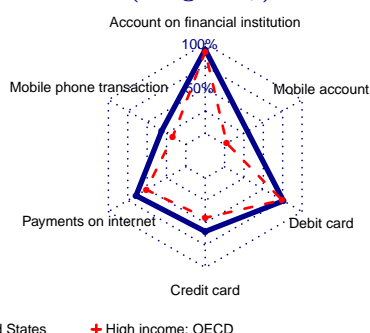 Account on financial institution
100%
50%
Mobile phone transaction
Mobile account
Payments on internet
Debit card
Credit card
d States
High income: OECD